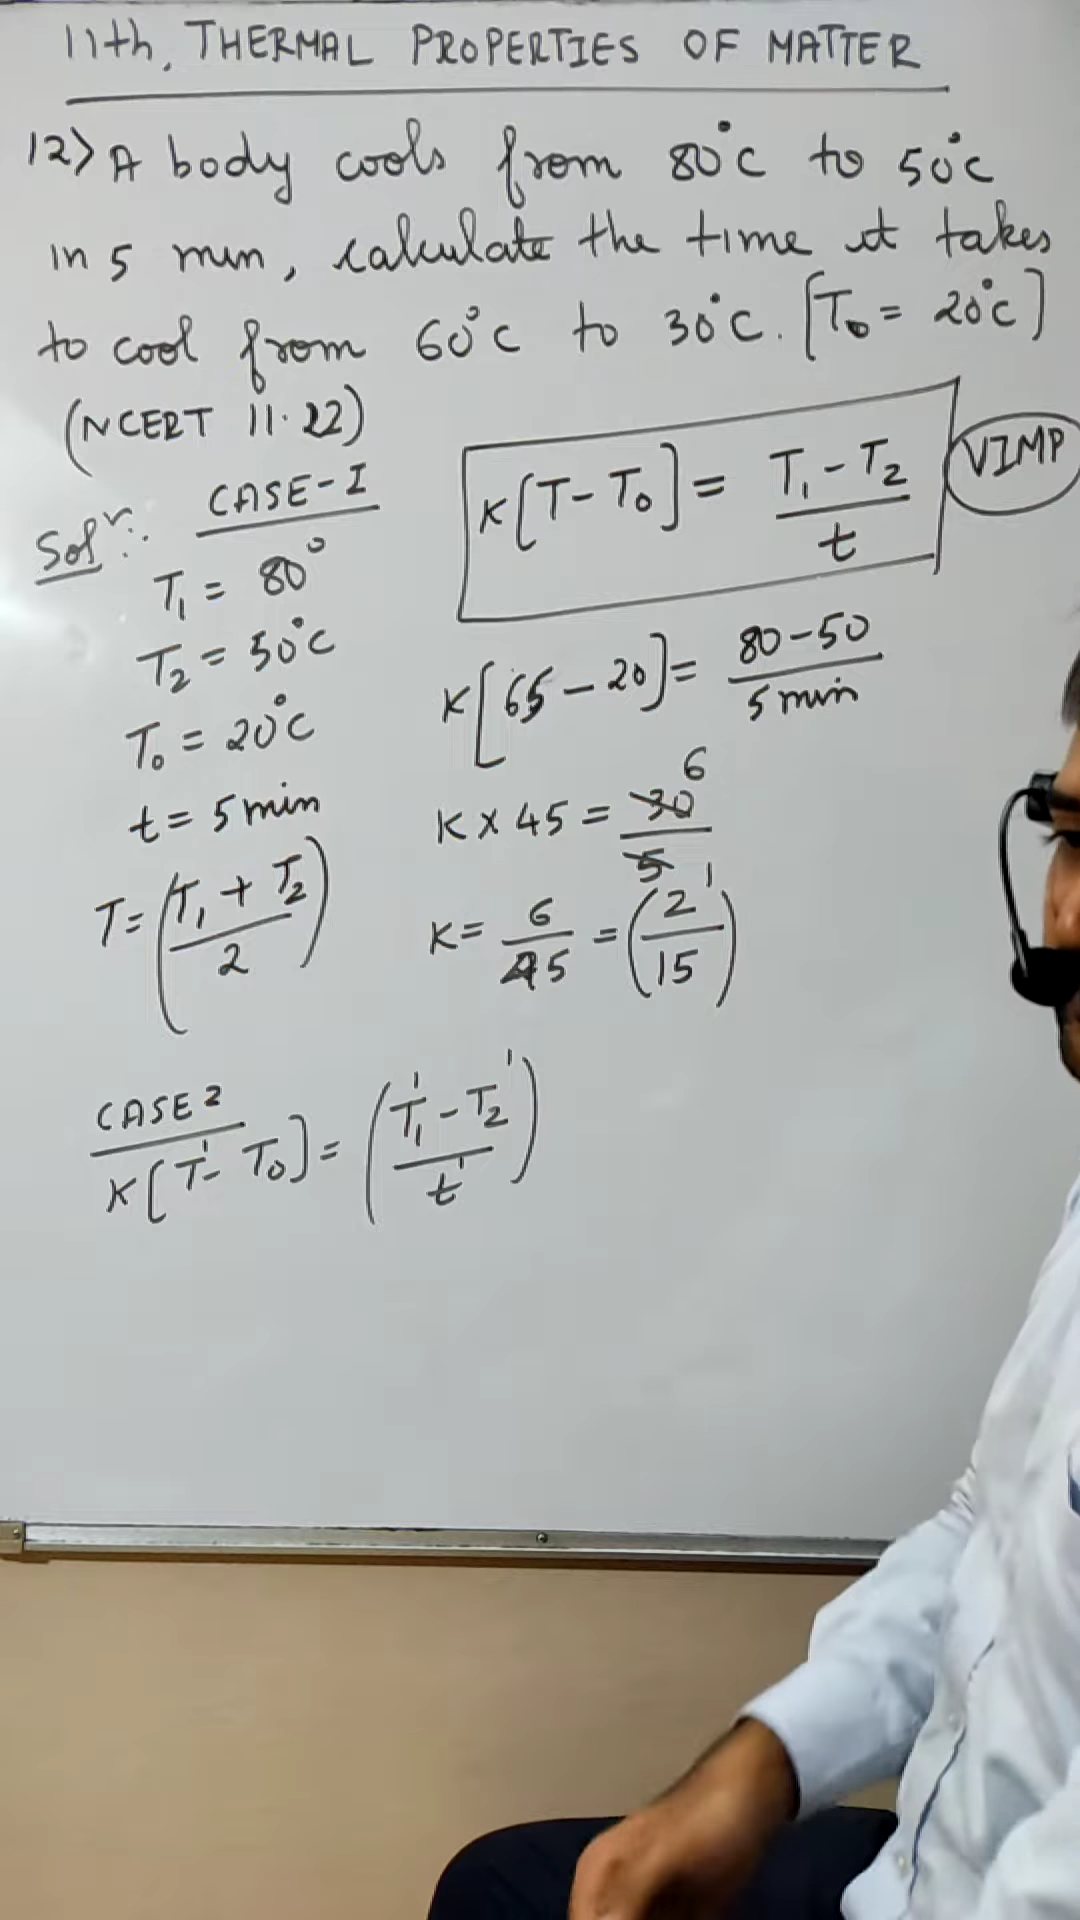 11th, THERMAL PROPERTIES OF MATTER
12) A body cools from 80°C to 50°C
in 5 min, calculate the time it takes
to cool from 60°C to 30°C. [T₀ = 20°C]
(NCERT 11.22)
Solⁿ:
CASE-I
T₁ = 80°
T₂ = 50°C
T₀ = 20°C
t = 5 min
T = (T₁ + T₂ / 2)
K[T - T₀] = T₁ - T₂ / t
VIMP
K[65 - 20] = 80 - 50 / 5 min
K x 45 = 30 / 5 6 1
K = 6 / 45 = (2 / 15)
CASE 2
K[T' - T₀] = (T₁' - T₂' / t')